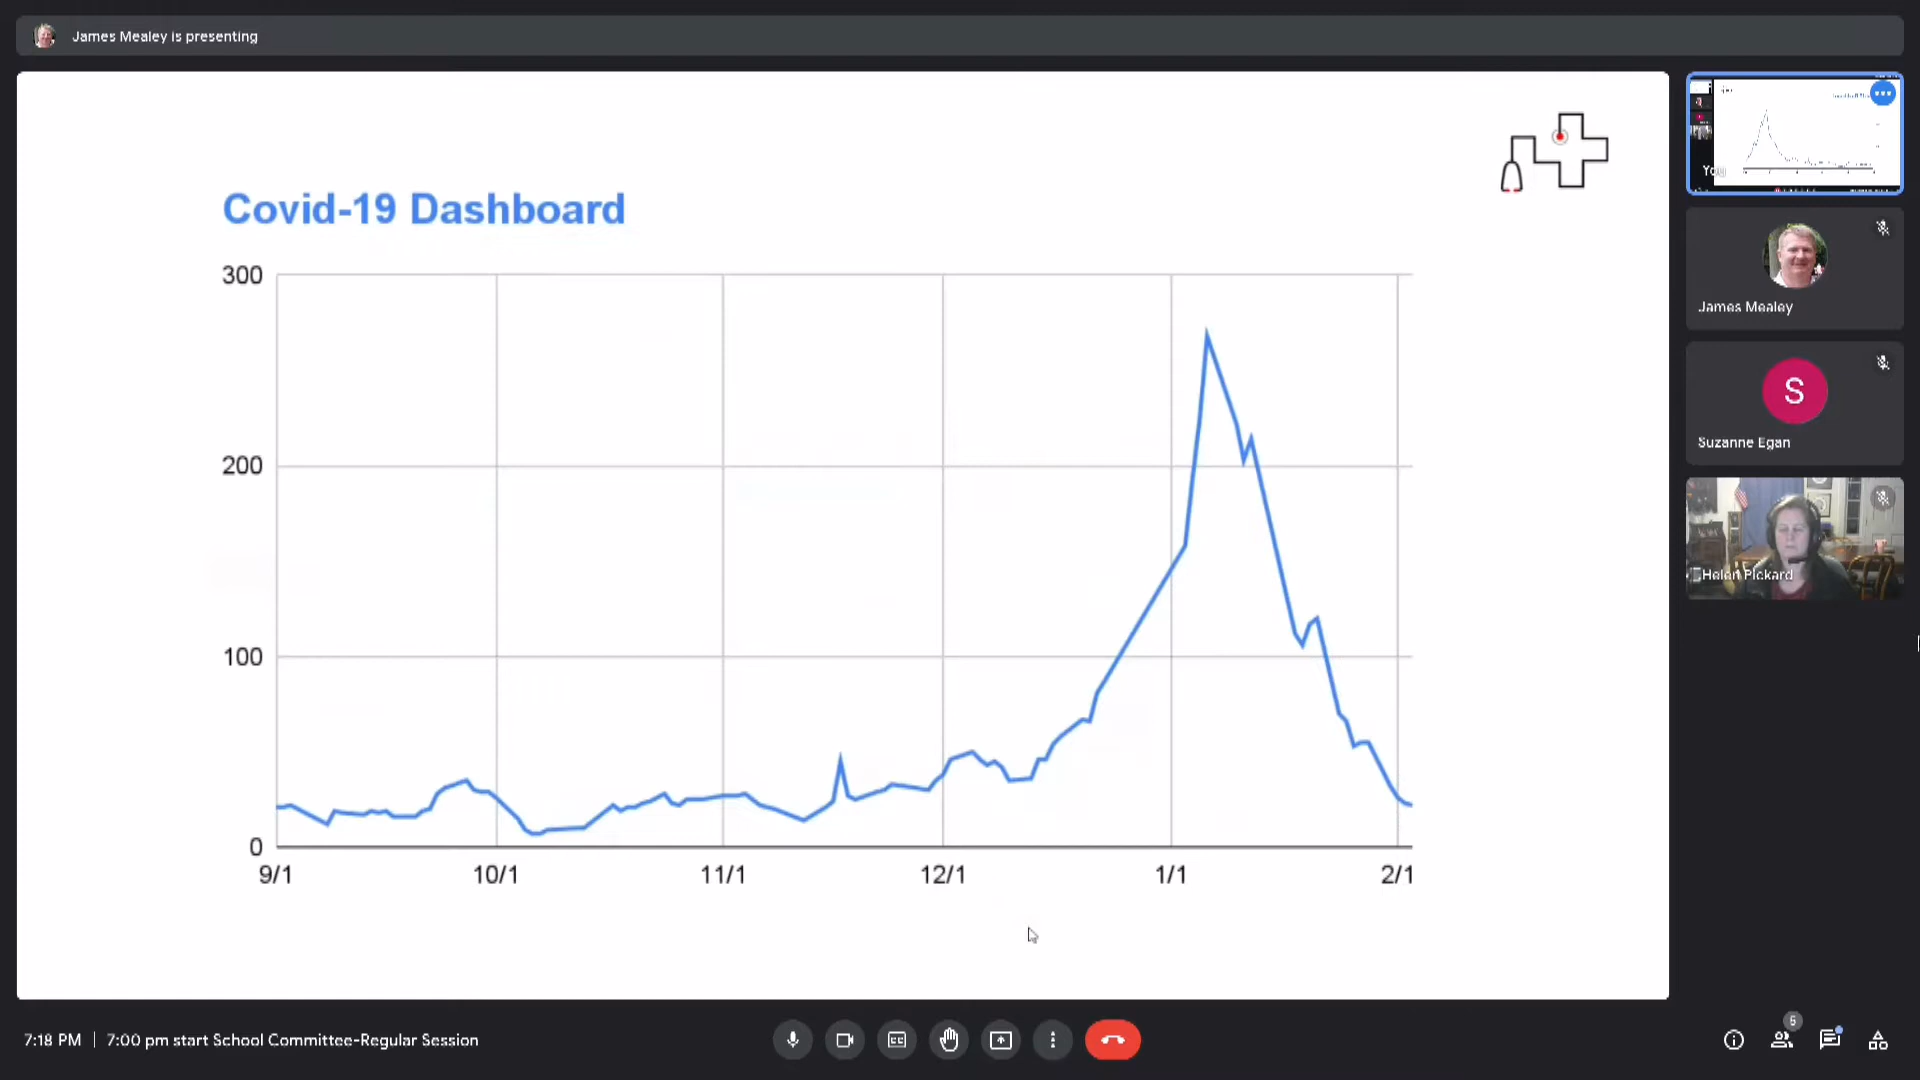 James Mealey is presenting
Covid-19 Dashboard
300
200
100
0
9/1
10/1
11/1
12/1
1/1
2/1
You
James Mealey
S
Suzanne Egan
Helen Pickard
7:18 PM | 7:00 pm start School Committee-Regular Session
6